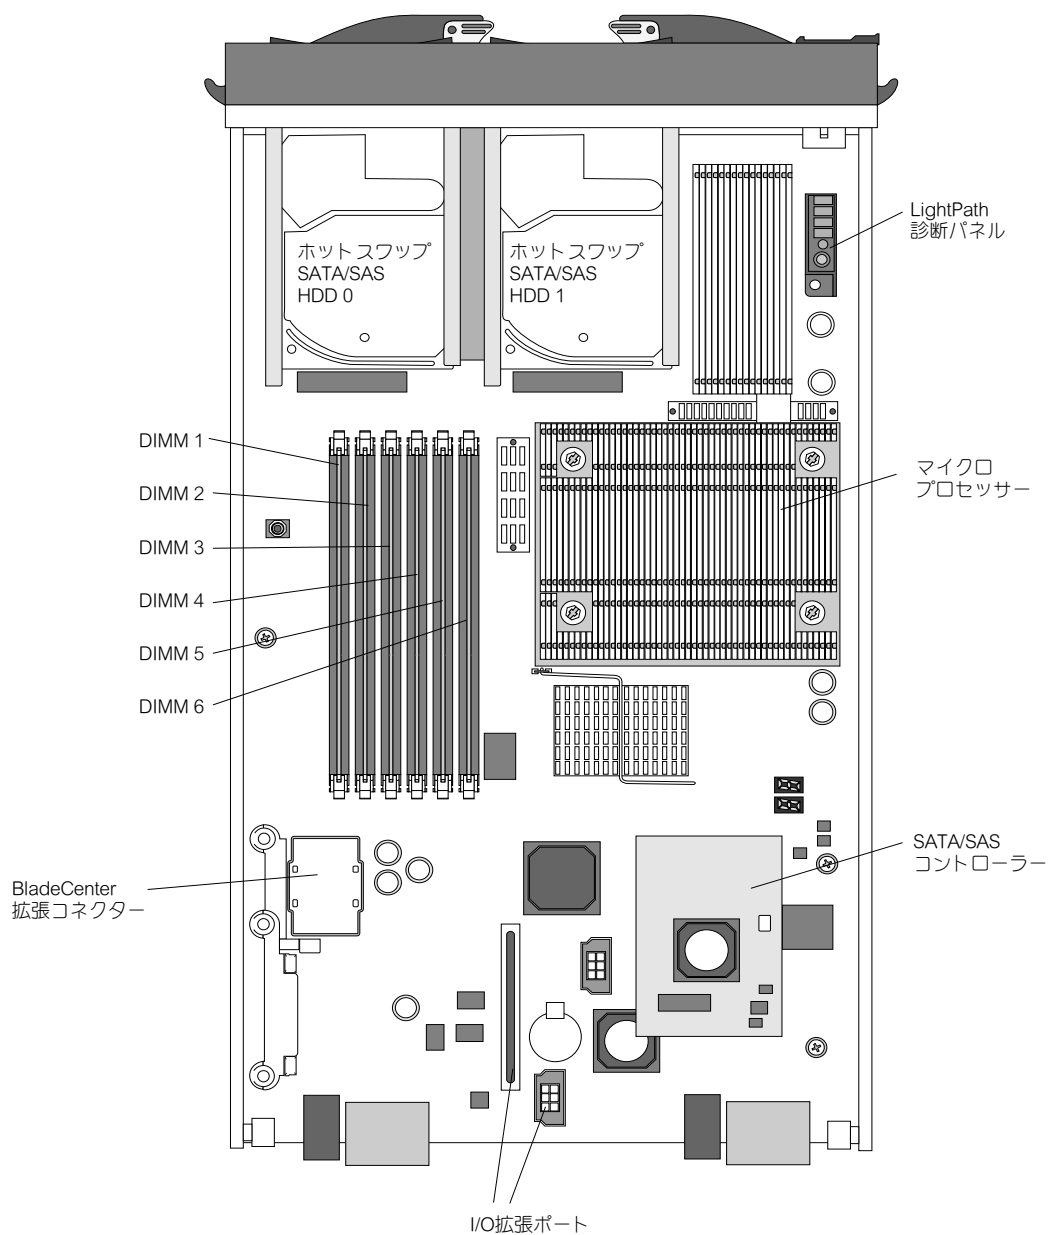 LightPath
診断パネル
ホットスワップ
SATA/SAS
HDD 0
ホットスワップ
SATA/SAS
HDD 1
DIMM 1
DIMM 2
DIMM 3
DIMM 4
DIMM 5
DIMM 6
マイクロ
プロセッサー
SATA/SAS
コントローラー
BladeCenter
拡張コネクター
I/O拡張ポート